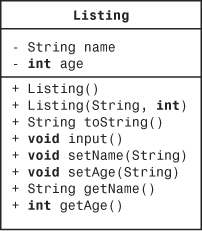 Listing
- String name
- int age
+ Listing()
+ Listing(String, int)
+ String toString()
+ void input()
+ void setName(String)
+ void setAge(String)
+ String getName()
+ int getAge()